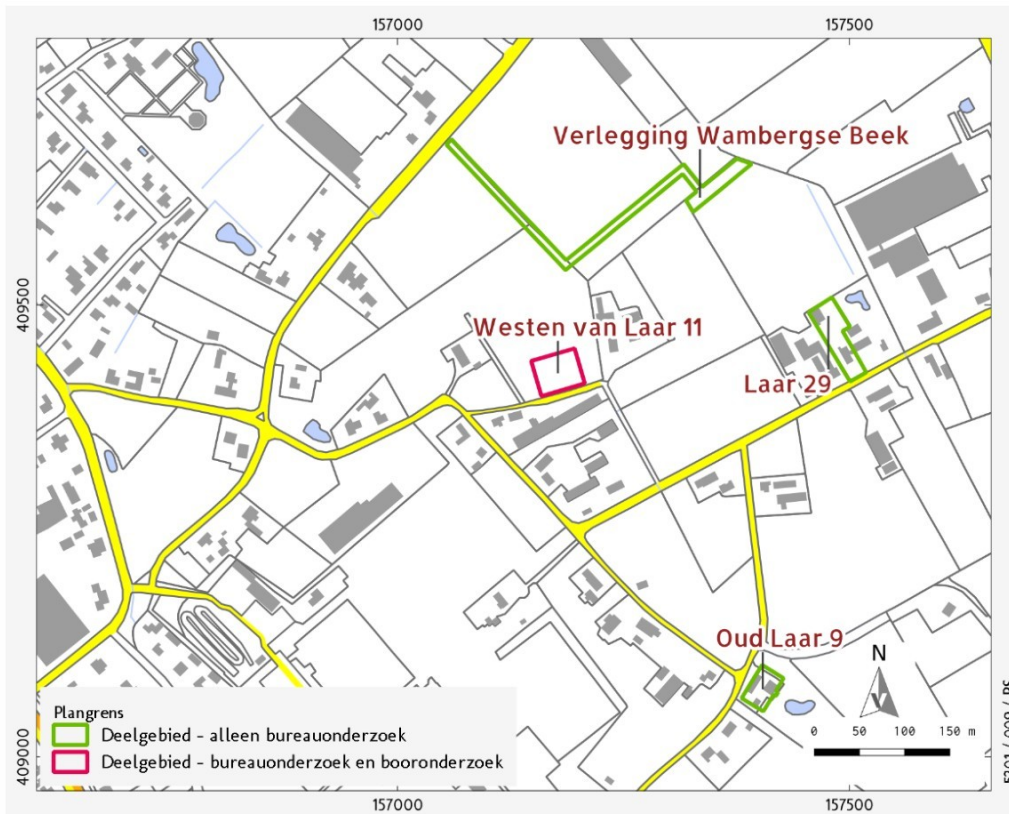 157000
157500
Verlegging Wambergse Beek
409500
Westen van Laar 11
Laar 29
Oud Laar 9
N
0 50 100 150 m
Plangrens
Deelgebied - alleen bureauonderzoek
Deelgebied - bureauonderzoek en booronderzoek
409000
157000
157500